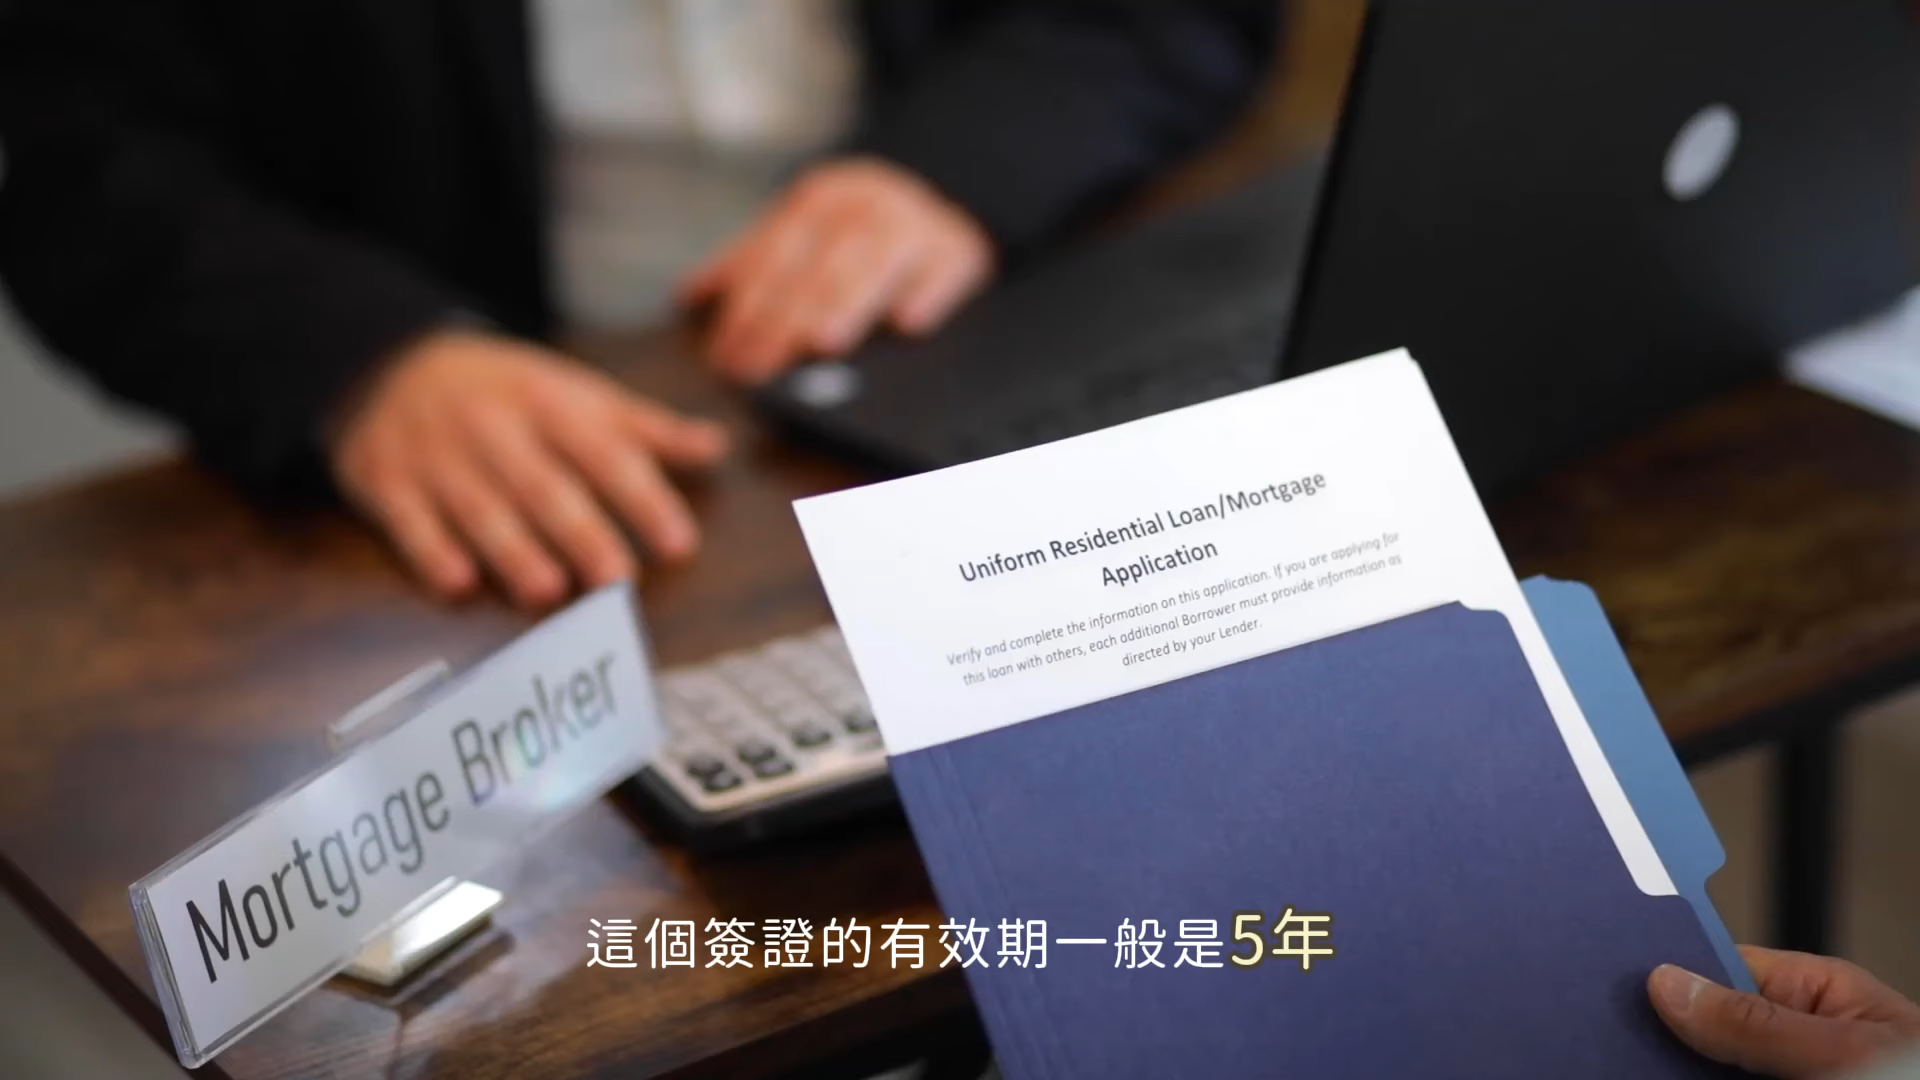 Uniform Residential Loan/Mortgage
Application
Verify and complete the information on this application. If you are applying for
this loan with others, each additional Borrower must provide information as
directed by your Lender.
Mortgage Broker
這個簽證的有效期一般是5年